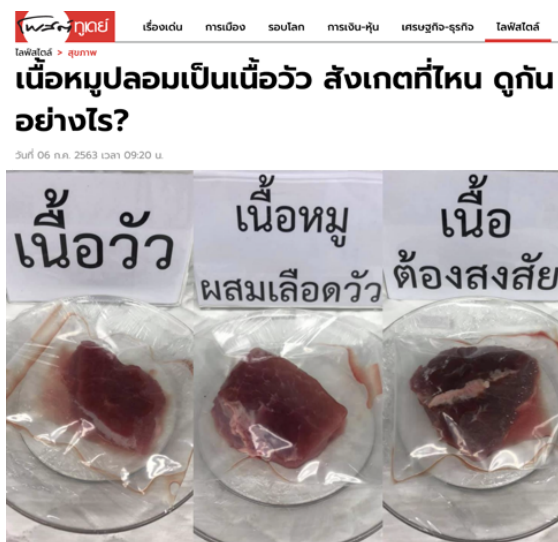 โพสต์ทูเดย์ เรื่องเด่น การเมือง รอบโลก การเงิน-หุ้น เศรษฐกิจ-ธุรกิจ ไลฟ์สไตล์
ไลฟ์สไตล์ > สุขภาพ
เนื้อหมูปลอมเป็นเนื้อวัว สังเกตที่ไหน ดูกัน
อย่างไร?
วันที่ 06 ก.ค. 2563 เวลา 09:20 น.
เนื้อวัว
เนื้อหมู
ผสมเลือดวัว
เนื้อ
ต้องสงสัย